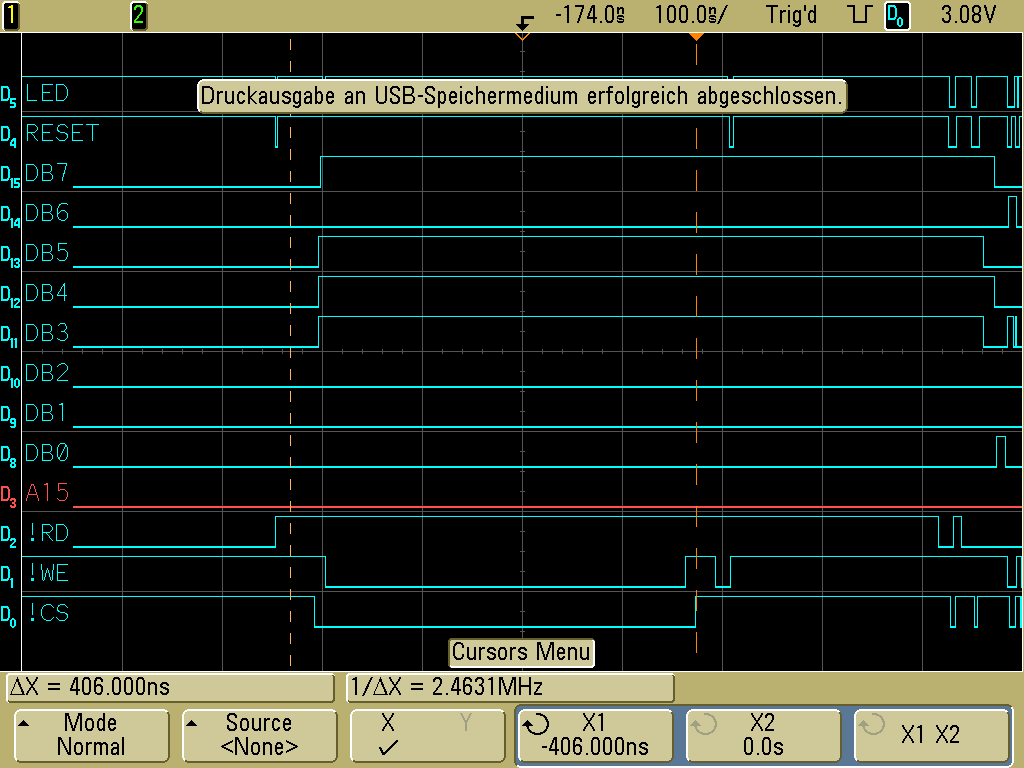 1 2 -174.0ns 100.0ns/ Trig'd D0 3.08V
D5 LED
Druckausgabe an USB-Speichermedium erfolgreich abgeschlossen.
D4 RESET
D15 DB7
D14 DB6
D13 DB5
D12 DB4
D11 DB3
D10 DB2
D9 DB1
D8 DB0
D3 A15
D2 !RD
D1 !WE
D0 !CS
Cursors Menu
ΔX = 406.000ns 1/ΔX = 2.4631MHz
Mode Source X Y X1 X2 X1 X2
Normal <None> -406.000ns 0.0s